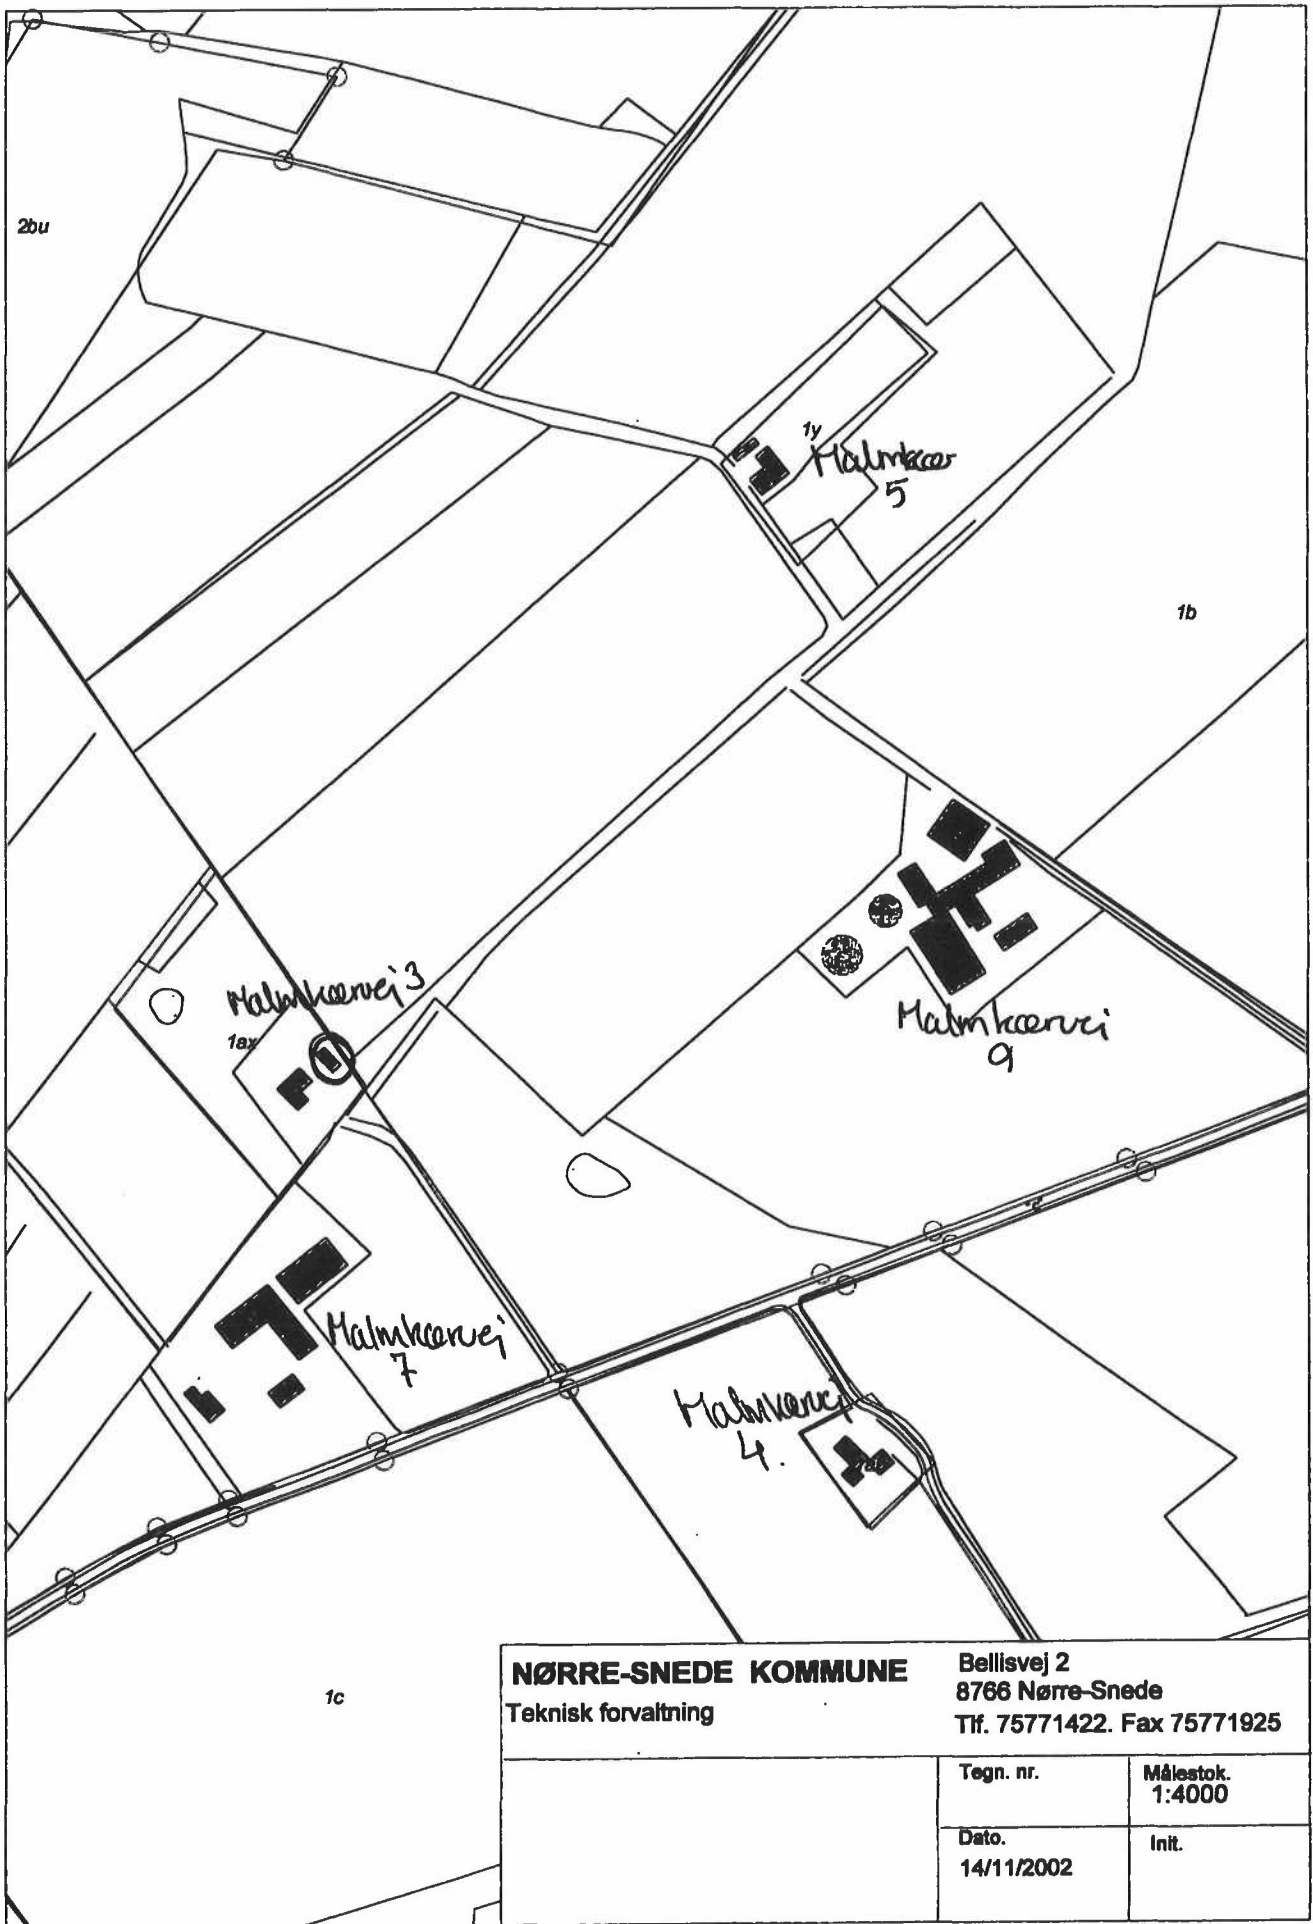 2bu
1y
Malmkær
5
1b
Malmkærvej 3
1ax
Malmkærvej
9
Malmkærvej
7
Malmkærvej
4.
1c
NØRRE-SNEDE KOMMUNE
Teknisk forvaltning
Bellisvej 2
8766 Nørre-Snede
Tlf. 75771422. Fax 75771925
Tegn. nr.
Målestok.
1:4000
Dato.
14/11/2002
Init.